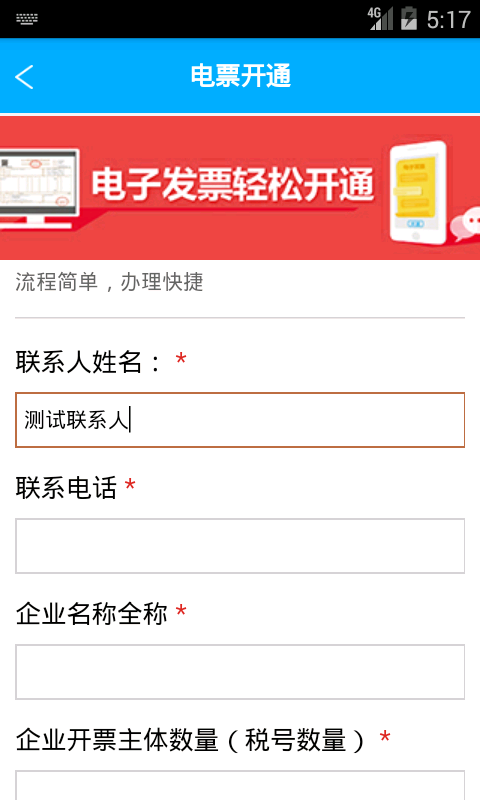 4G 5:17
电票开通
电子发票轻松开通
流程简单，办理快捷
联系人姓名： *
测试联系人
联系电话 *
企业名称全称 *
企业开票主体数量（税号数量） *